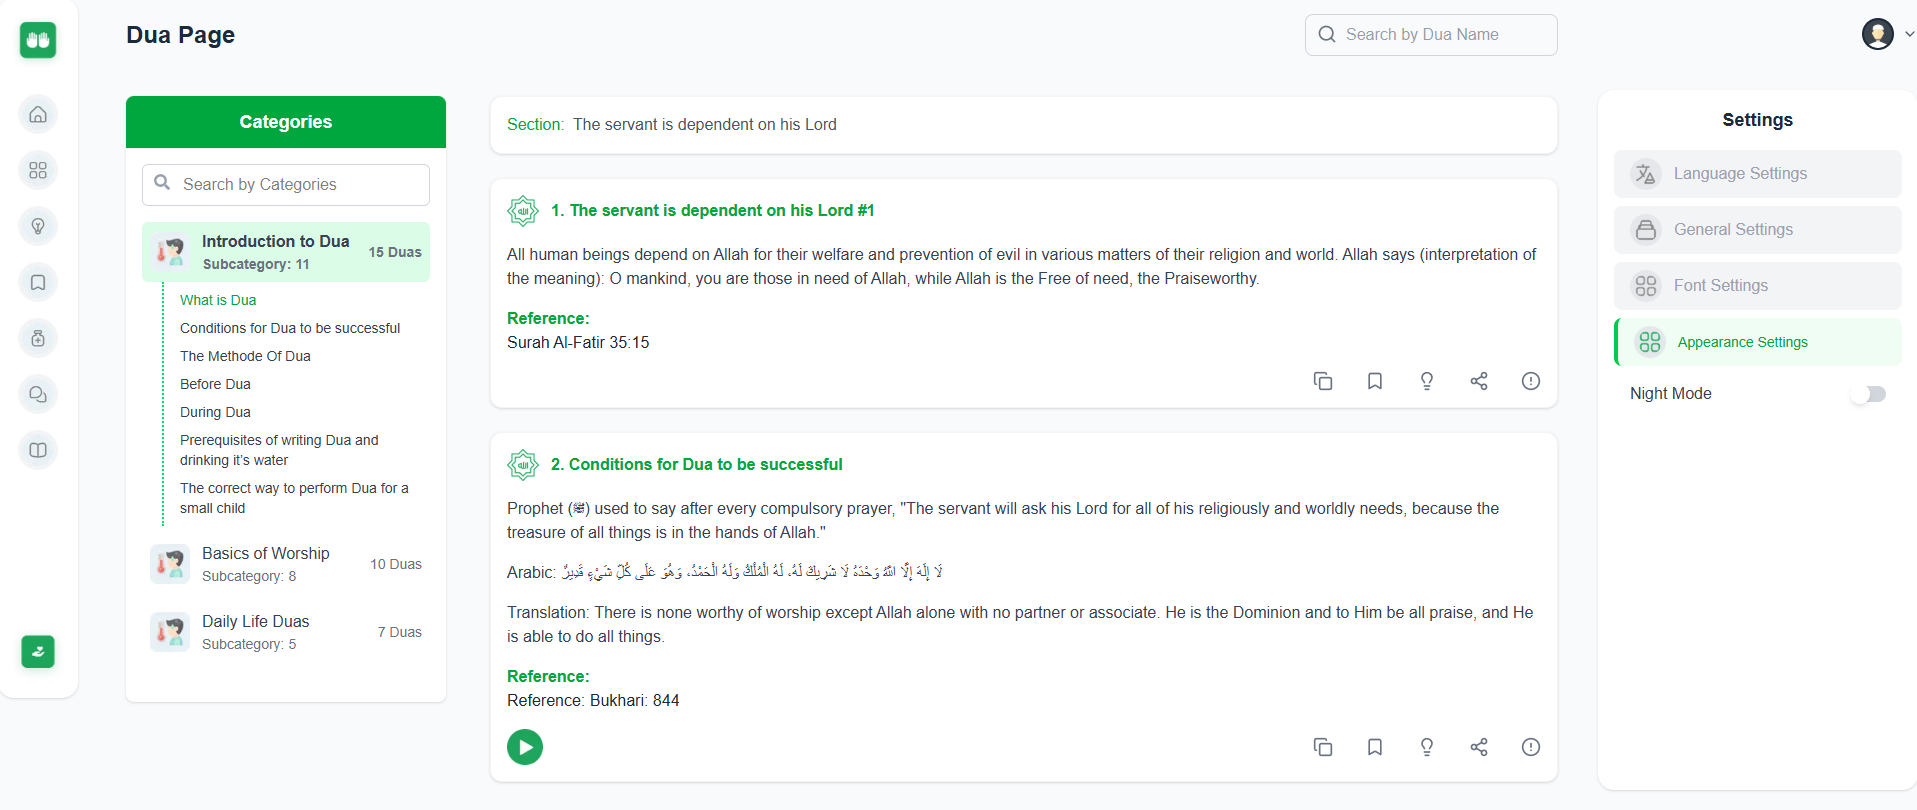 Dua Page
Search by Dua Name
Categories
Search by Categories
Introduction to Dua
Subcategory: 11
15 Duas
What is Dua
Conditions for Dua to be successful
The Methode Of Dua
Before Dua
During Dua
Prerequisites of writing Dua and
drinking it's water
The correct way to perform Dua for a
small child
Basics of Worship
Subcategory: 8
10 Duas
Daily Life Duas
Subcategory: 5
7 Duas
Section: The servant is dependent on his Lord
1. The servant is dependent on his Lord #1
All human beings depend on Allah for their welfare and prevention of evil in various matters of their religion and world. Allah says (interpretation of
the meaning): O mankind, you are those in need of Allah, while Allah is the Free of need, the Praiseworthy.
Reference:
Surah Al-Fatir 35:15
2. Conditions for Dua to be successful
Prophet (ﷺ) used to say after every compulsory prayer, "The servant will ask his Lord for all of his religiously and worldly needs, because the
treasure of all things is in the hands of Allah."
Arabic: لَا إِلَهَ إِلَّا اللَّهُ وَحْدَهُ لَا شَرِيكَ لَهُ، لَهُ الْمُلْكُ وَلَهُ الْحَمْدُ، وَهُوَ عَلَى كُلِّ شَيْءٍ قَدِيرٌ
Translation: There is none worthy of worship except Allah alone with no partner or associate. He is the Dominion and to Him be all praise, and He
is able to do all things.
Reference:
Reference: Bukhari: 844
Settings
Language Settings
General Settings
Font Settings
Appearance Settings
Night Mode